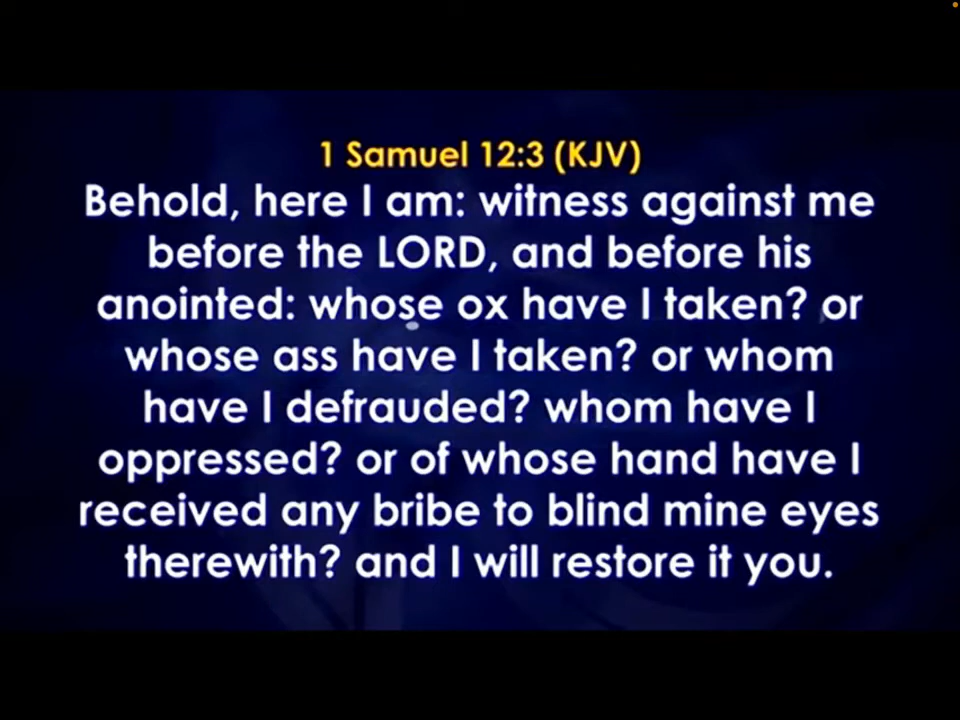 1 Samuel 12:3 (KJV)
Behold, here I am: witness against me
before the LORD, and before his
anointed: whose ox have I taken? or
whose ass have I taken? or whom
have I defrauded? whom have I
oppressed? or of whose hand have I
received any bribe to blind mine eyes
therewith? and I will restore it you.